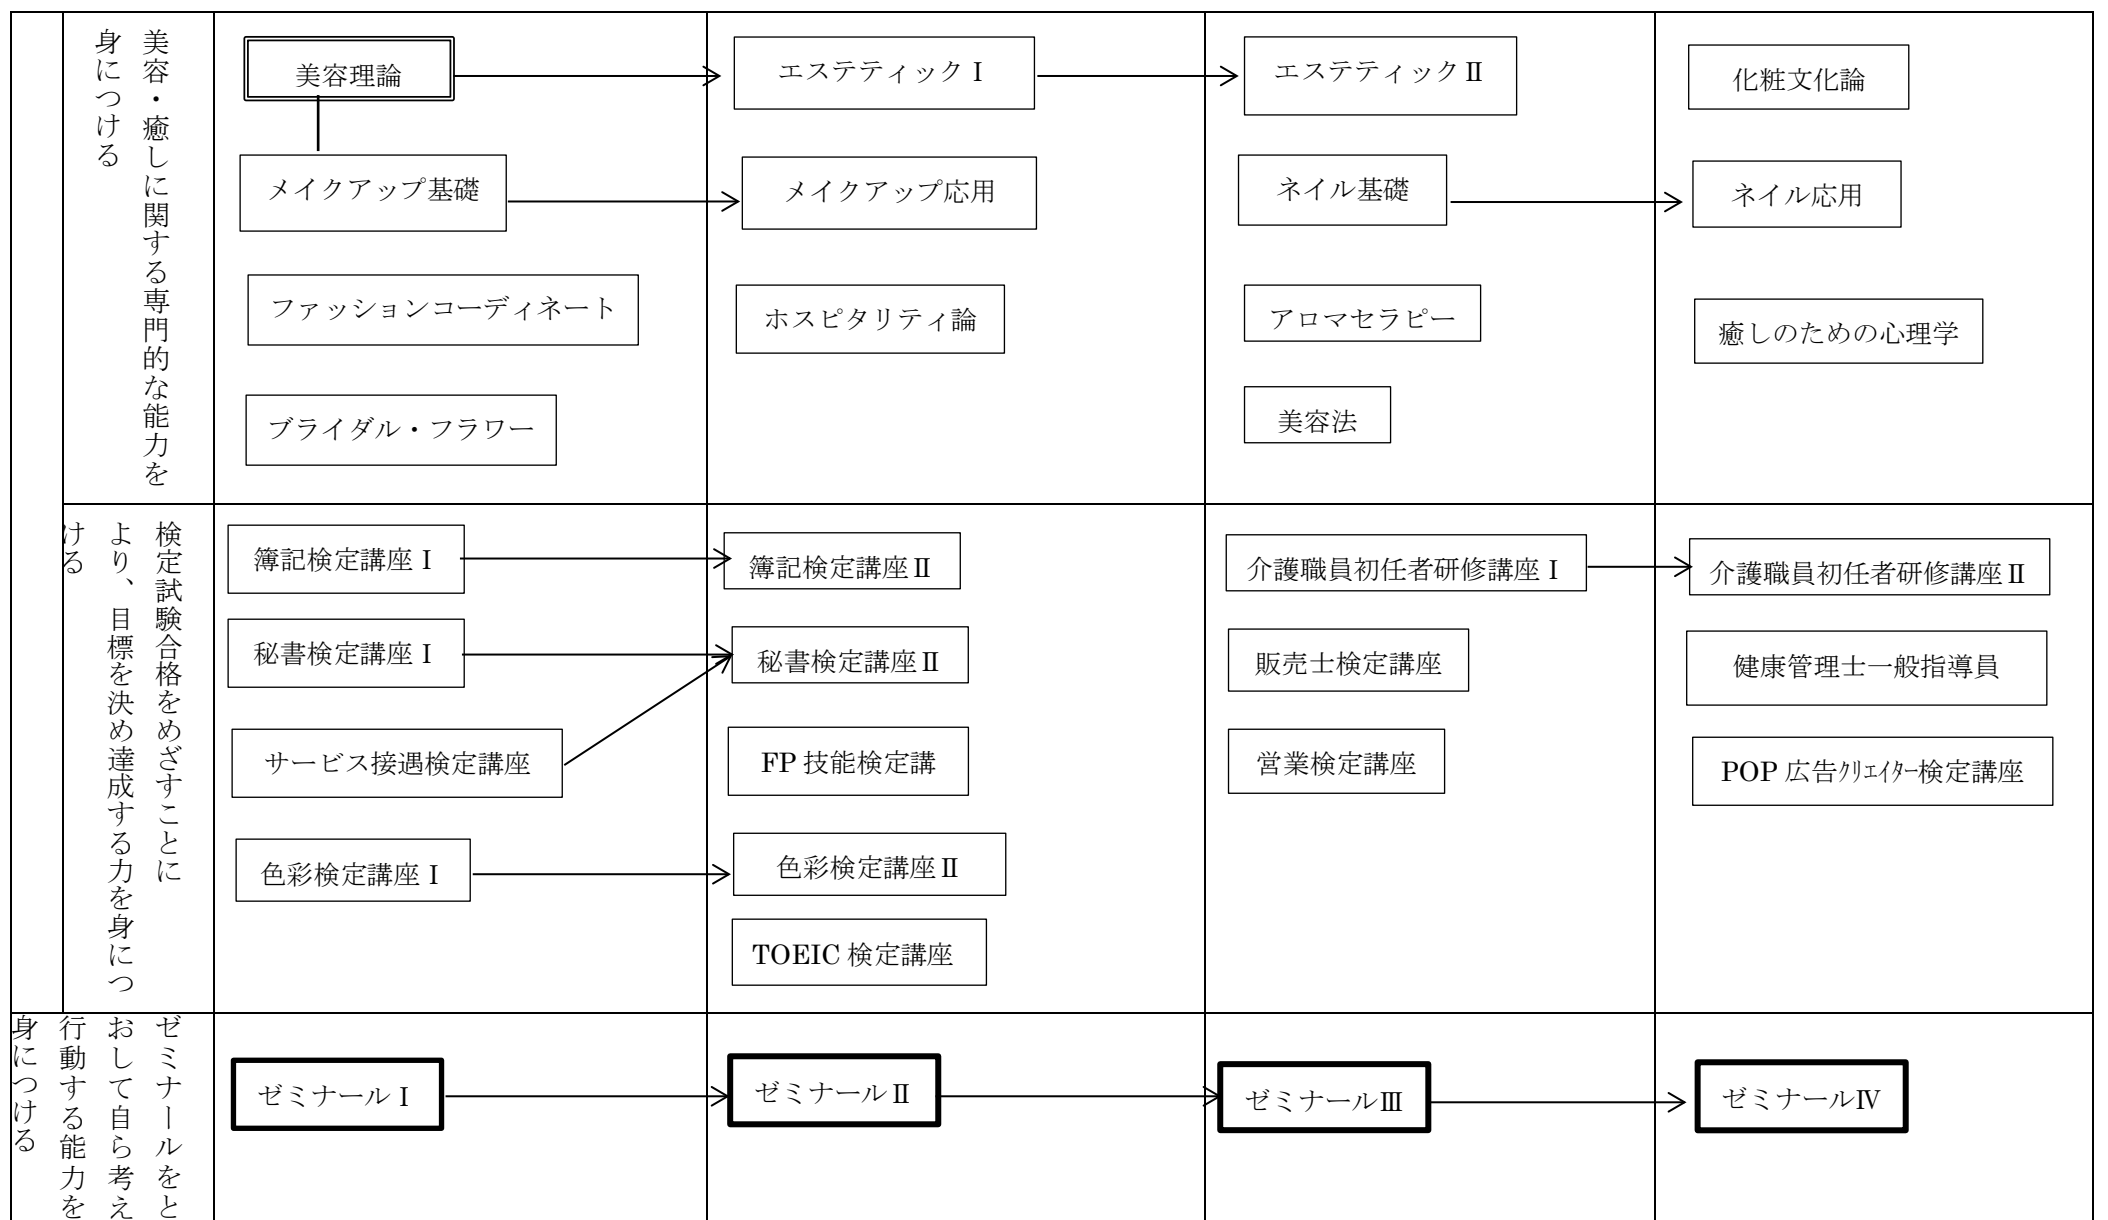 美容・癒しに関する専門的な能力を
身につける
美容理論
エステティックⅠ
エステティックⅡ
化粧文化論
メイクアップ基礎
メイクアップ応用
ネイル基礎
ネイル応用
ファッションコーディネート
ホスピタリティ論
アロマセラピー
癒しのための心理学
ブライダル・フラワー
美容法
検定試験合格をめざすことに
より、目標を決め達成する力を身につ
ける
簿記検定講座Ⅰ
簿記検定講座Ⅱ
介護職員初任者研修講座Ⅰ
介護職員初任者研修講座Ⅱ
秘書検定講座Ⅰ
秘書検定講座Ⅱ
販売士検定講座
健康管理士一般指導員
サービス接遇検定講座
FP 技能検定講
営業検定講座
POP 広告ｸﾘｴｲﾀｰ検定講座
色彩検定講座Ⅰ
色彩検定講座Ⅱ
TOEIC 検定講座
ゼミナールをと
おして自ら考え
行動する能力を
身につける
ゼミナールⅠ
ゼミナールⅡ
ゼミナールⅢ
ゼミナールⅣ